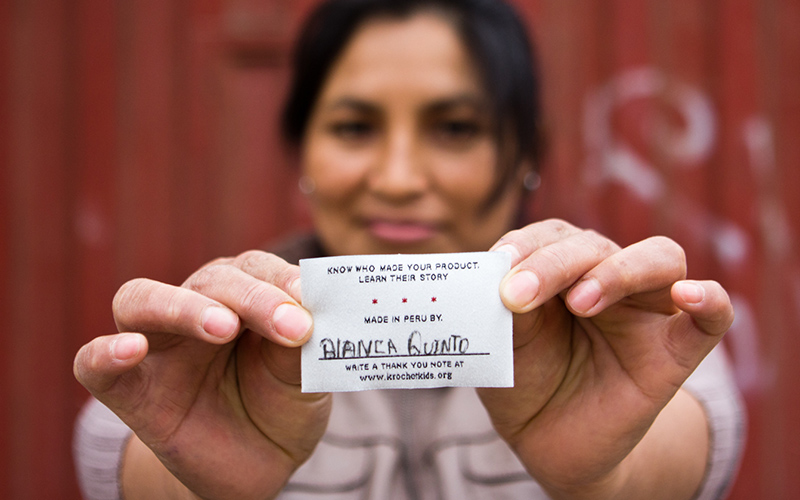 KNOW WHO MADE YOUR PRODUCT.
LEARN THEIR STORY
* * *
MADE IN PERU BY:
BIANCA QUINTO
WRITE A THANK YOU NOTE AT
www.krochetkids.org